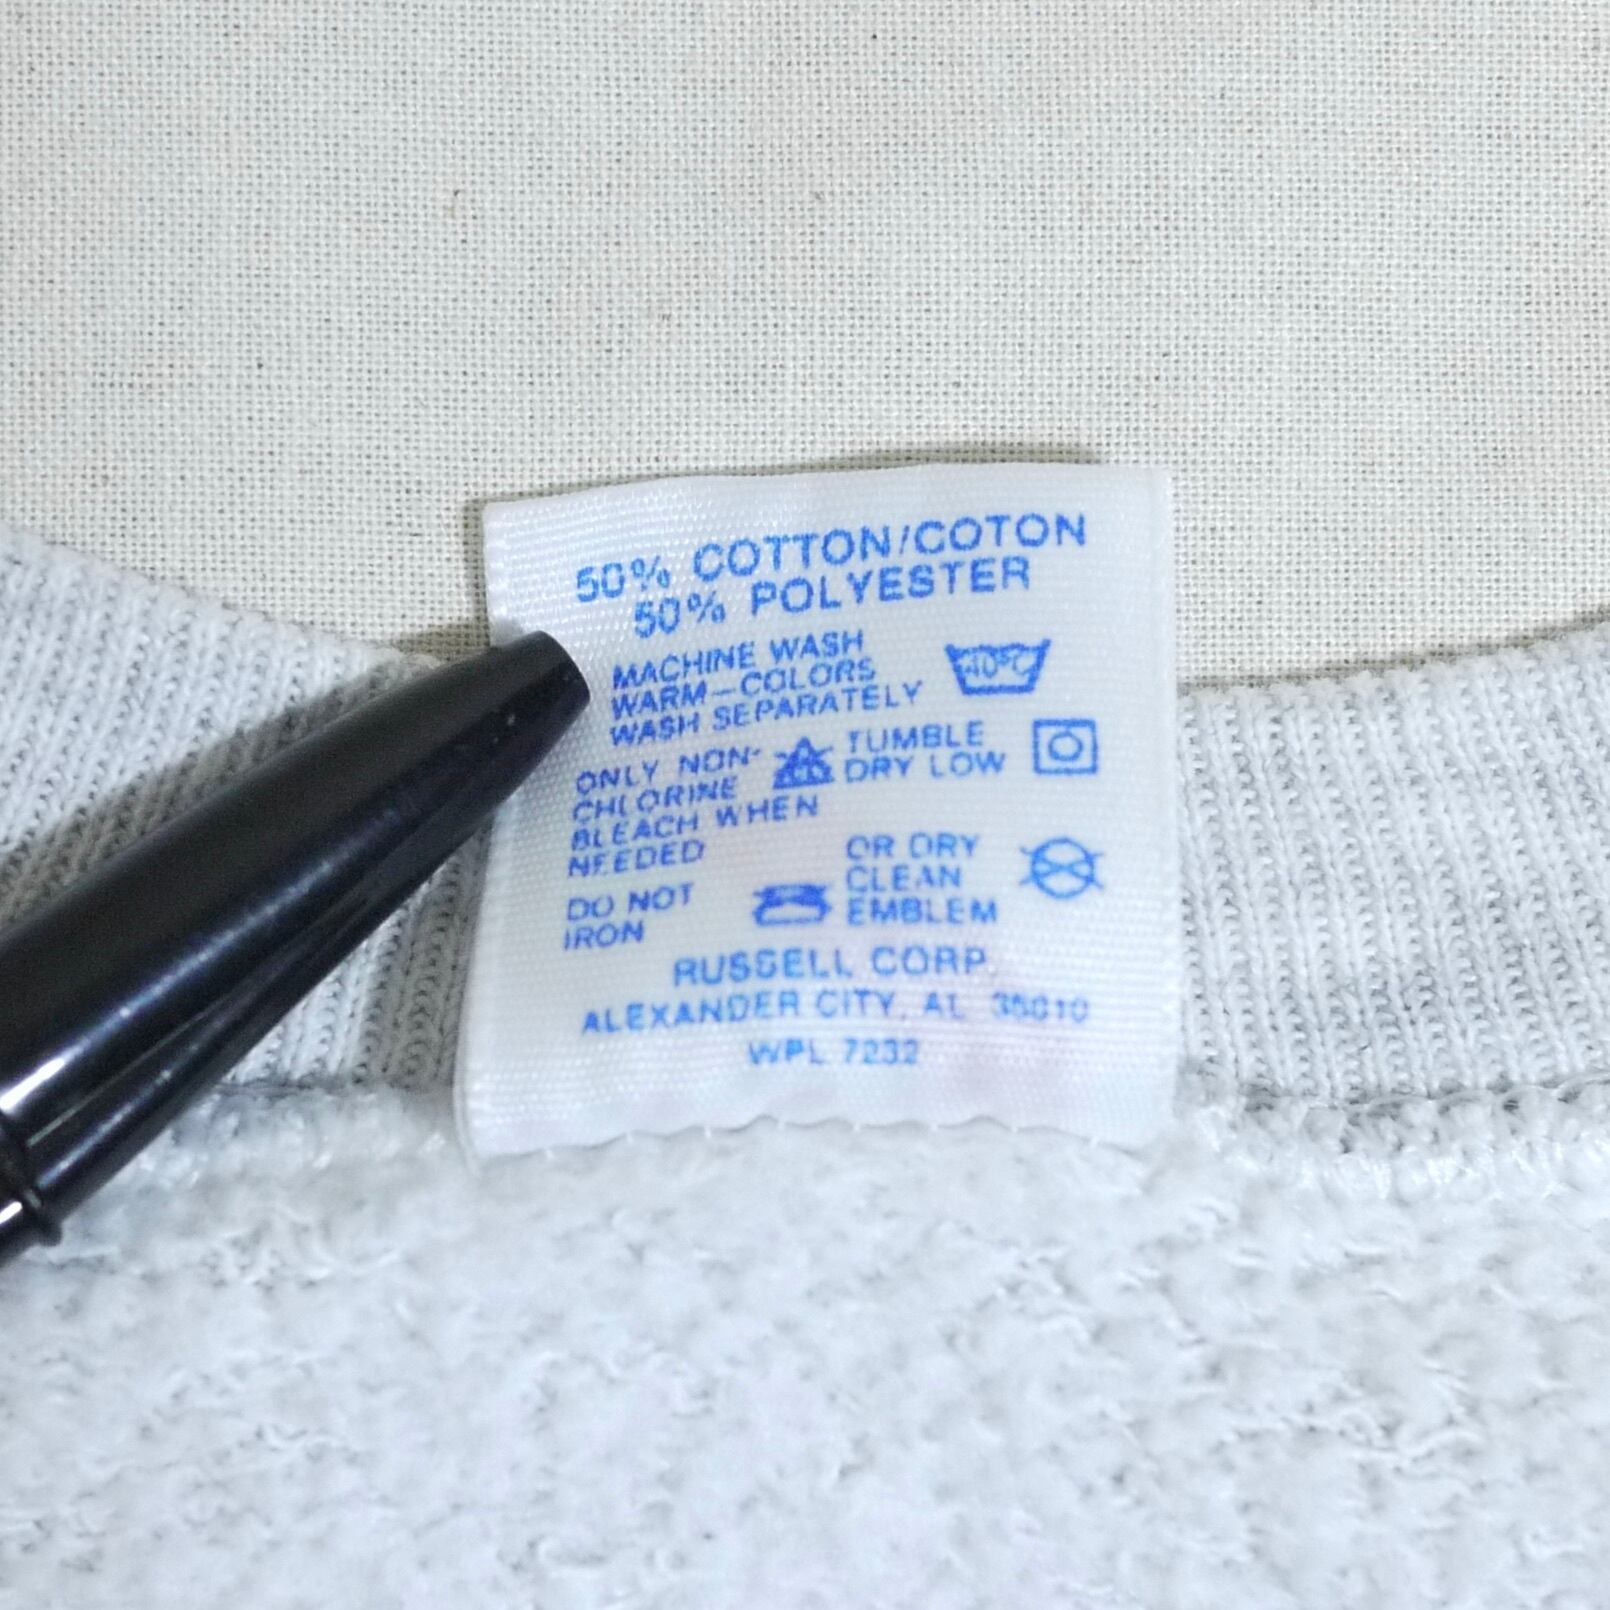 50% COTTON/COTON
50% POLYESTER
MACHINE WASH
WARM-COLORS
WASH SEPARATELY
40°C
ONLY NON-
CHLORINE
BLEACH WHEN
NEEDED
TUMBLE
DRY LOW
DO NOT
IRON
OR DRY
CLEAN
EMBLEM
RUSSELL CORP.
ALEXANDER CITY, AL 35010
WPL 7232